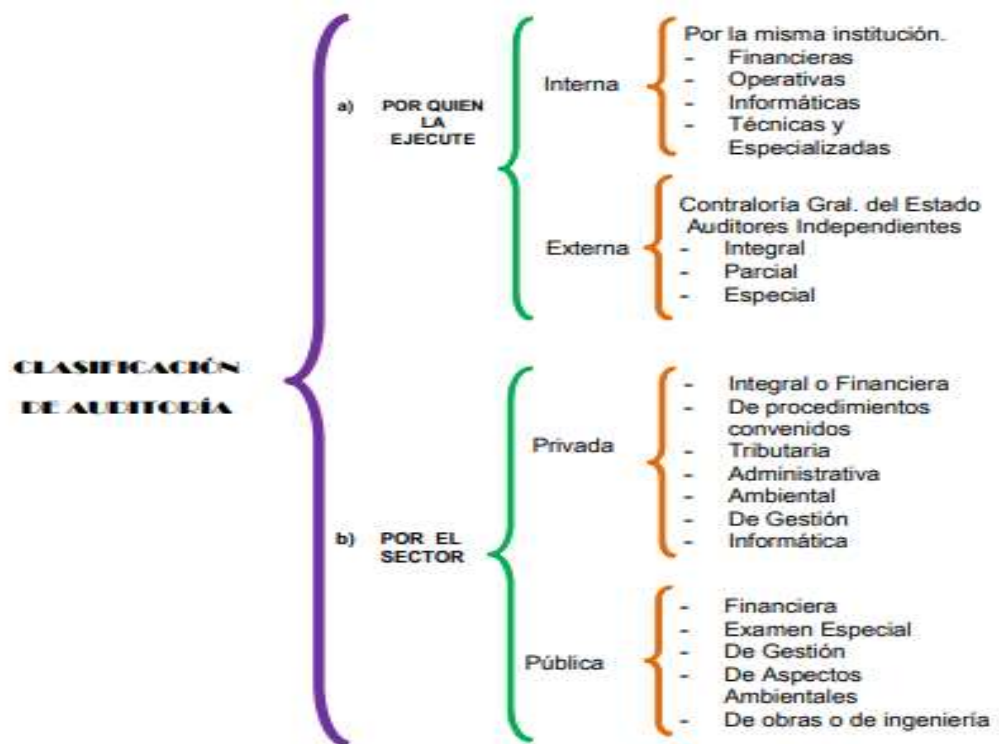 CLASIFICACIÓN
DE AUDITORÍA
a) POR QUIEN
LA
EJECUTE
Interna
Por la misma institución.
- Financieras
- Operativas
- Informáticas
- Técnicas y
Especializadas
Externa
Contraloría Gral. del Estado
Auditores Independientes
- Integral
- Parcial
- Especial
b) POR EL
SECTOR
Privada
- Integral o Financiera
- De procedimientos
convenidos
- Tributaria
- Administrativa
- Ambiental
- De Gestión
- Informática
Pública
- Financiera
- Examen Especial
- De Gestión
- De Aspectos
Ambientales
- De obras o de ingeniería